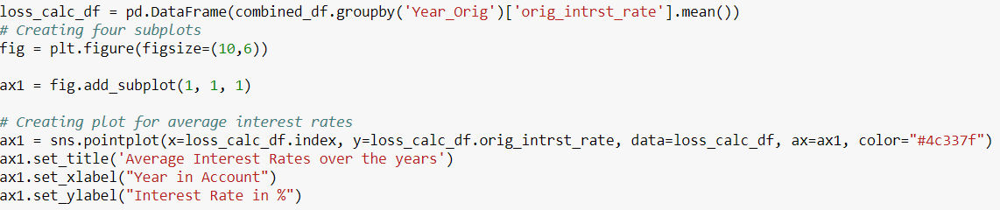 loss_calc_df = pd.DataFrame(combined_df.groupby('Year_Orig')['orig_intrst_rate'].mean())
# Creating four subplots
fig = plt.figure(figsize=(10,6))
ax1 = fig.add_subplot(1, 1, 1)
# Creating plot for average interest rates
ax1 = sns.pointplot(x=loss_calc_df.index, y=loss_calc_df.orig_intrst_rate, data=loss_calc_df, ax=ax1, color="#4c337f")
ax1.set_title('Average Interest Rates over the years')
ax1.set_xlabel("Year in Account")
ax1.set_ylabel("Interest Rate in %")